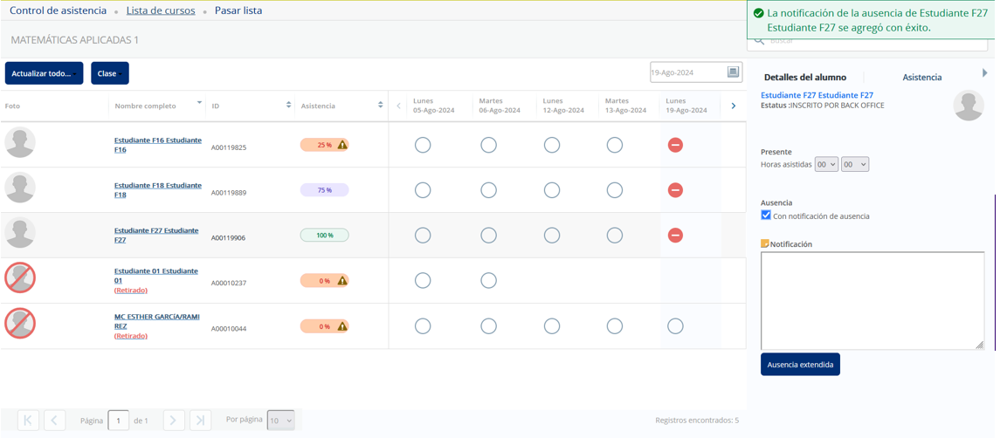 Control de asistencia • Lista de cursos • Pasar lista
La notificación de la ausencia de Estudiante F27
Estudiante F27 se agregó con éxito.
MATEMÁTICAS APLICADAS 1
Buscar
Actualizar todo...
Clase
19-Ago-2024
Foto
Nombre completo
ID
Asistencia
Lunes
05-Ago-2024
Martes
06-Ago-2024
Lunes
12-Ago-2024
Martes
13-Ago-2024
Lunes
19-Ago-2024
Estudiante F16 Estudiante
F16
A00119825
25 %
Estudiante F18 Estudiante
F18
A00119889
75 %
Estudiante F27 Estudiante
F27
A00119906
100 %
Estudiante 01 Estudiante
01
(Retirado)
A00010237
0 %
MC ESTHER GARCíA/RAMI
REZ
(Retirado)
A00010044
0 %
Página 1 de 1
Por página 10
Registros encontrados: 5
Detalles del alumno
Asistencia
Estudiante F27 Estudiante F27
Estatus :INSCRITO POR BACK OFFICE
Presente
Horas asistidas 00 00
Ausencia
Con notificación de ausencia
Notificación
Ausencia extendida